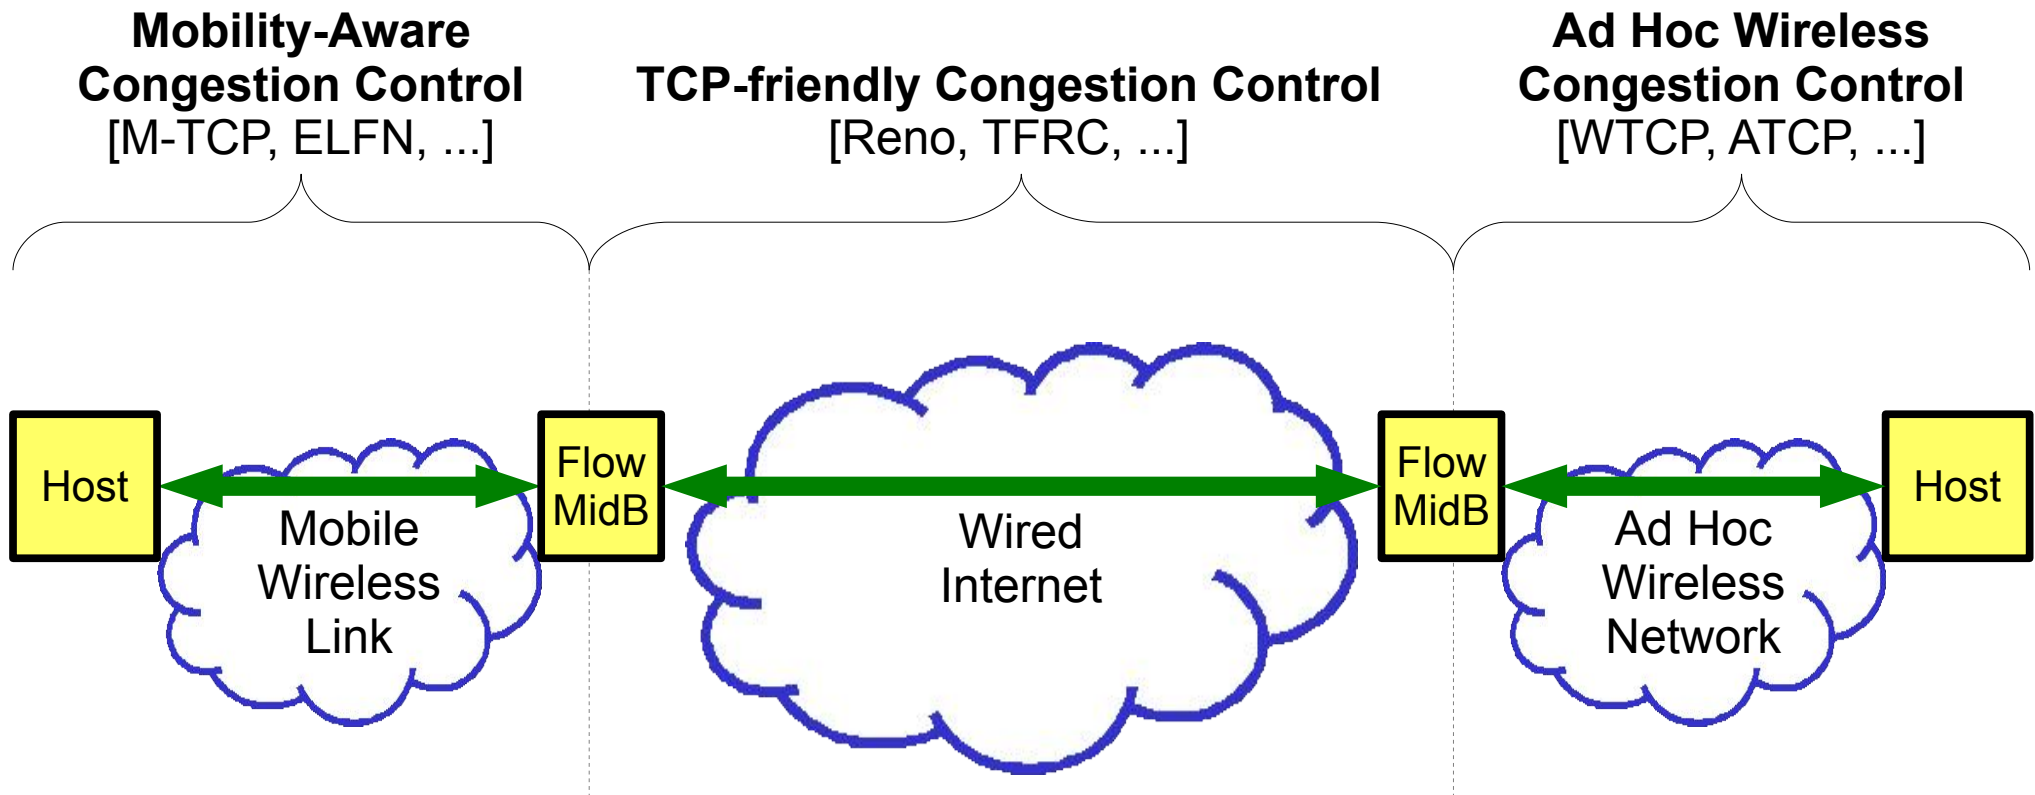 Mobility-Aware
Congestion Control
[M-TCP, ELFN, ...]
TCP-friendly Congestion Control
[Reno, TFRC, ...]
Ad Hoc Wireless
Congestion Control
[WTCP, ATCP, ...]
Host
Mobile
Wireless
Link
Flow
MidB
Wired
Internet
Flow
MidB
Ad Hoc
Wireless
Network
Host